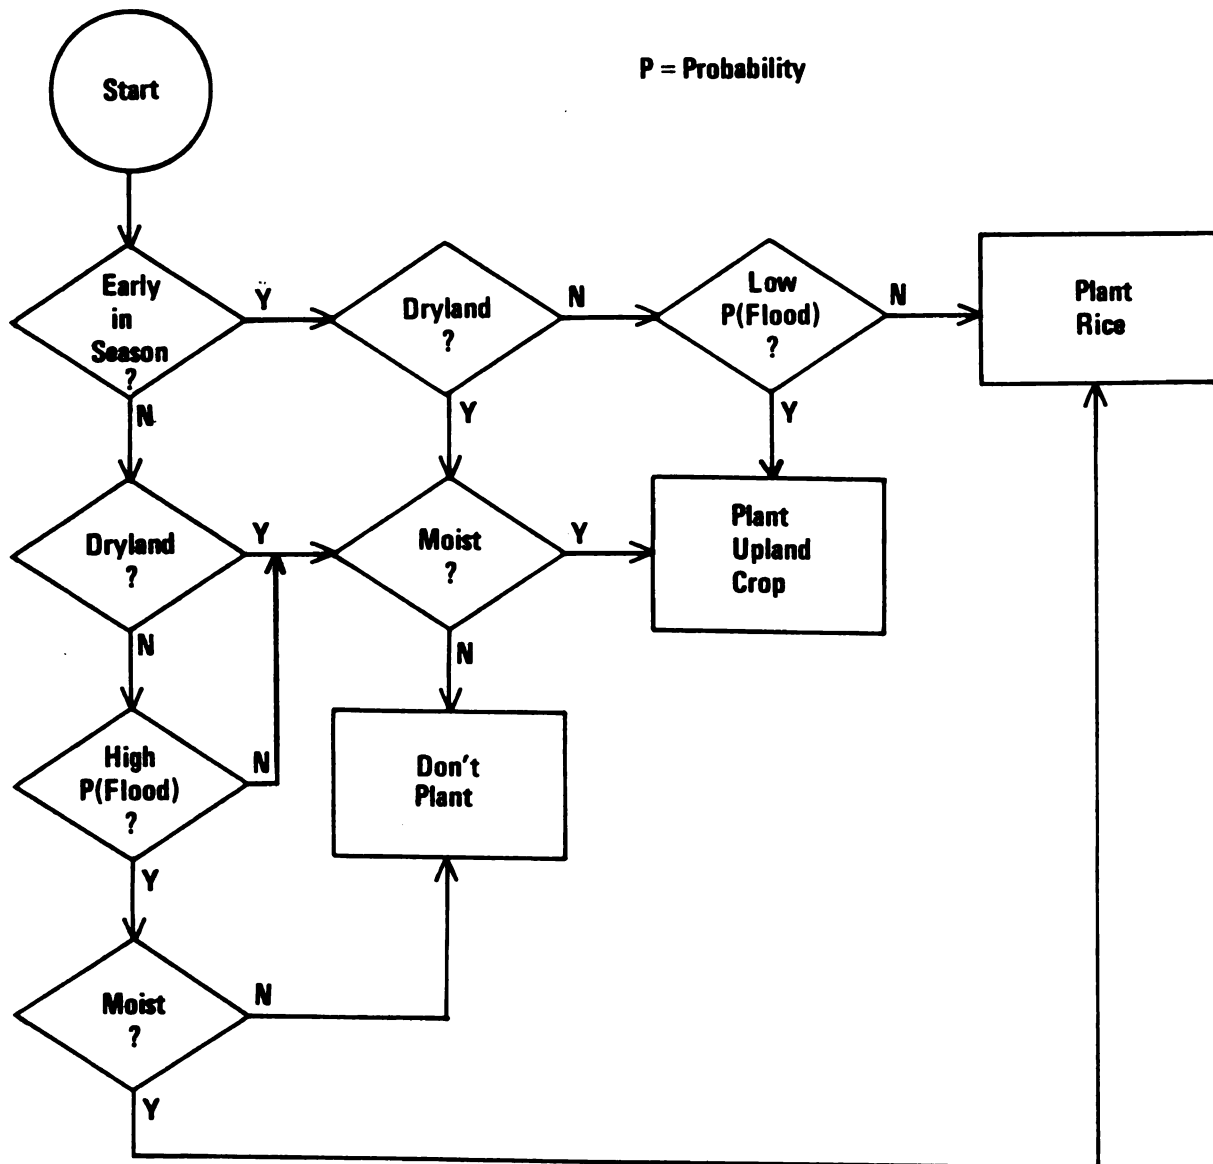 Start
P = Probability
Early
in
Season
?
Y
Dryland
?
N
Low
P(Flood)
?
N
Plant
Rice
N
Y
Y
Dryland
?
Y
Moist
?
Y
Plant
Upland
Crop
N
N
High
P(Flood)
?
N
Don't
Plant
Y
Moist
?
N
Y